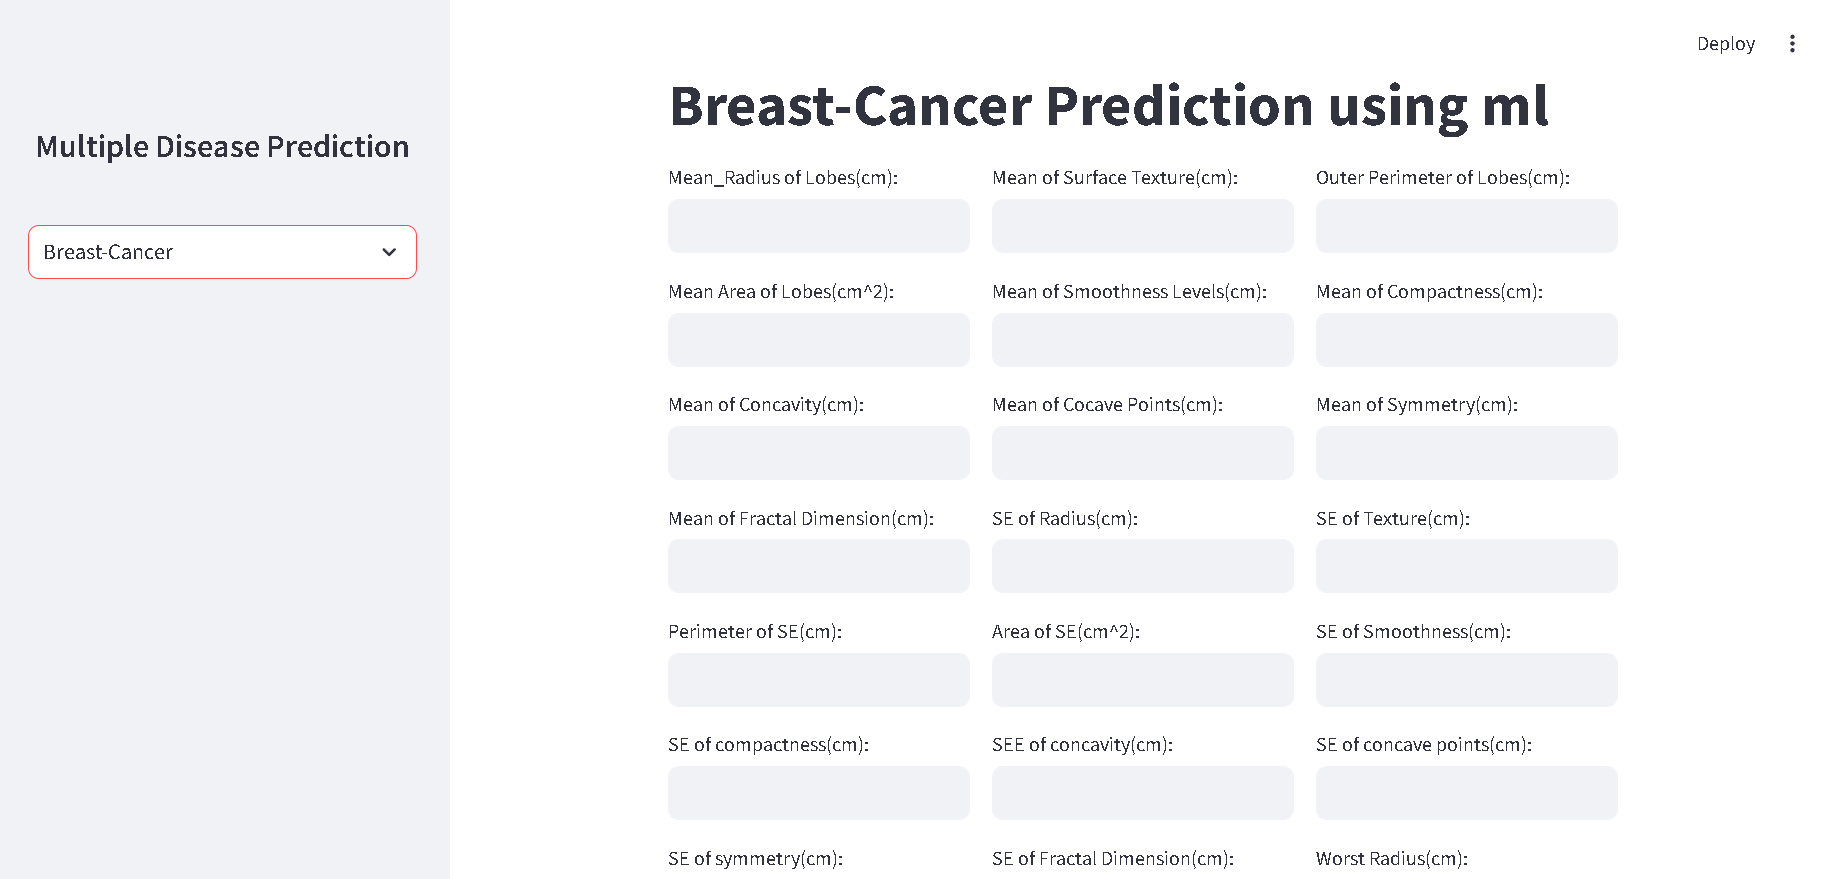 Deploy
Multiple Disease Prediction
Breast-Cancer
Breast-Cancer Prediction using ml
Mean_Radius of Lobes(cm):
Mean of Surface Texture(cm):
Outer Perimeter of Lobes(cm):
Mean Area of Lobes(cm^2):
Mean of Smoothness Levels(cm):
Mean of Compactness(cm):
Mean of Concavity(cm):
Mean of Cocave Points(cm):
Mean of Symmetry(cm):
Mean of Fractal Dimension(cm):
SE of Radius(cm):
SE of Texture(cm):
Perimeter of SE(cm):
Area of SE(cm^2):
SE of Smoothness(cm):
SE of compactness(cm):
SEE of concavity(cm):
SE of concave points(cm):
SE of symmetry(cm):
SE of Fractal Dimension(cm):
Worst Radius(cm):